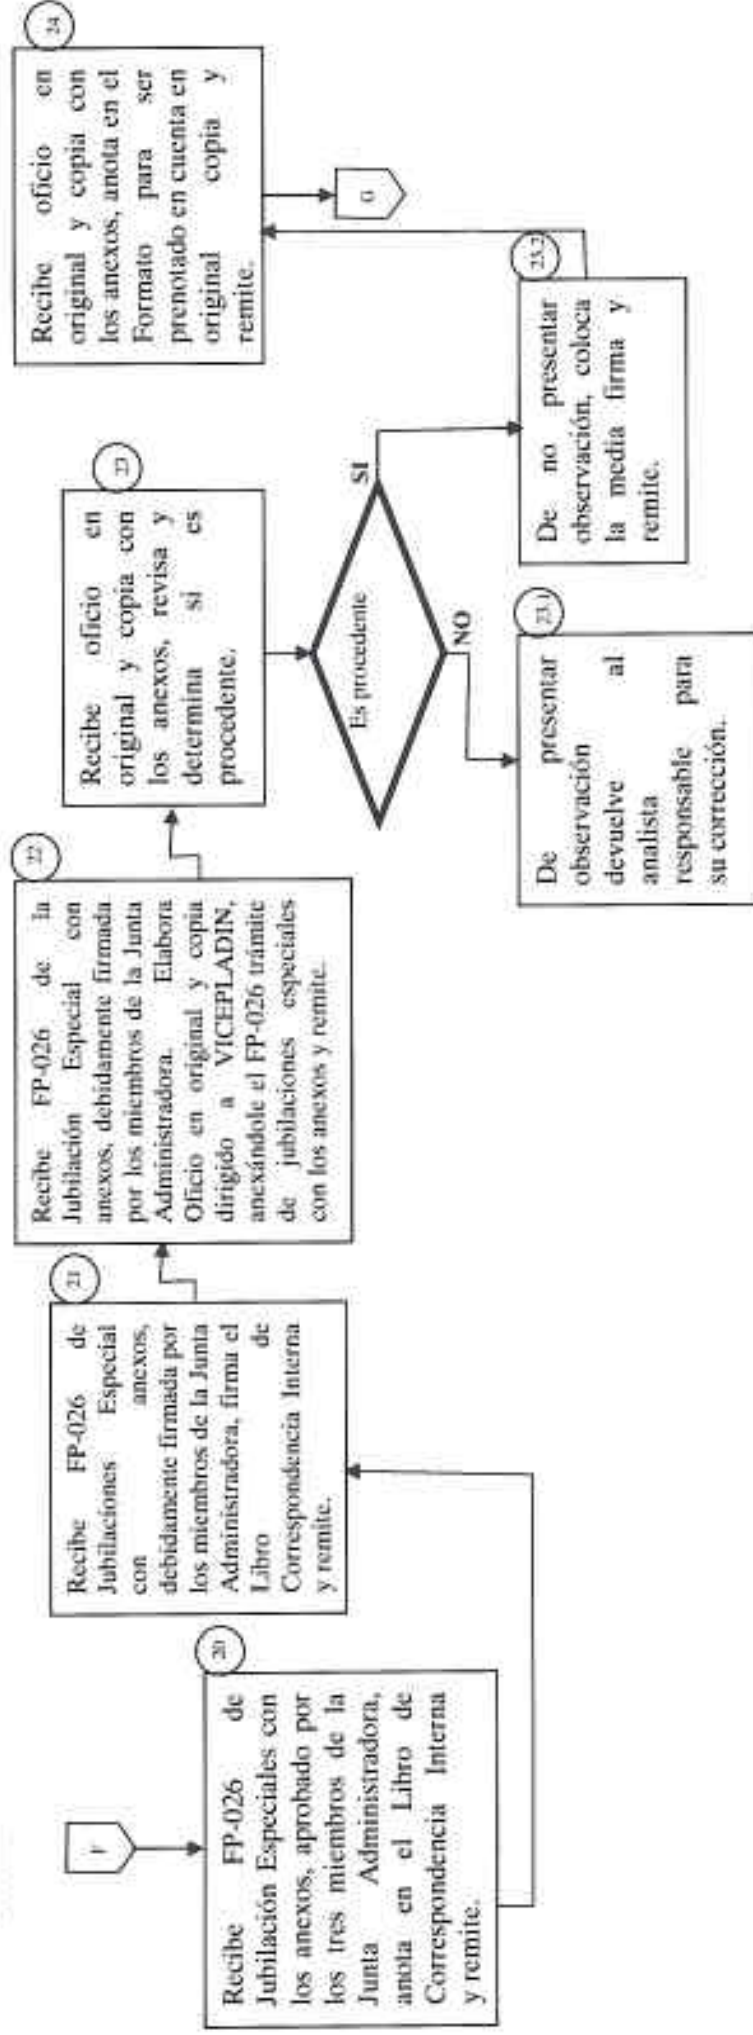 F
20
Recibe FP-026 de
Jubilación Especiales con
los anexos, aprobado por
los tres miembros de la
Junta Administradora,
anota en el Libro de
Correspondencia Interna
y remite.
21
Recibe FP-026 de
Jubilaciones Especial
con anexos,
debidamente firmada por
los miembros de la Junta
Administradora, firma el
Libro de
Correspondencia Interna
y remite.
22
Recibe FP-026 de la
Jubilación Especial con
anexos, debidamente firmada
por los miembros de la Junta
Administradora. Elabora
Oficio en original y copia
dirigido a VICEPLADIN,
anexándole el FP-026 trámite
de jubilaciones especiales
con los anexos y remite.
23
Recibe oficio en
original y copia con
los anexos, revisa y
determina si es
procedente.
Es procedente
NO
SI
23.1
De presentar
observación
devuelve al
analista
responsable para
su corrección.
23.2
De no presentar
observación, coloca
la media firma y
remite.
24
Recibe oficio en
original y copia con
los anexos, anota en el
Formato para ser
prenotado en cuenta en
original copia y
remite.
G